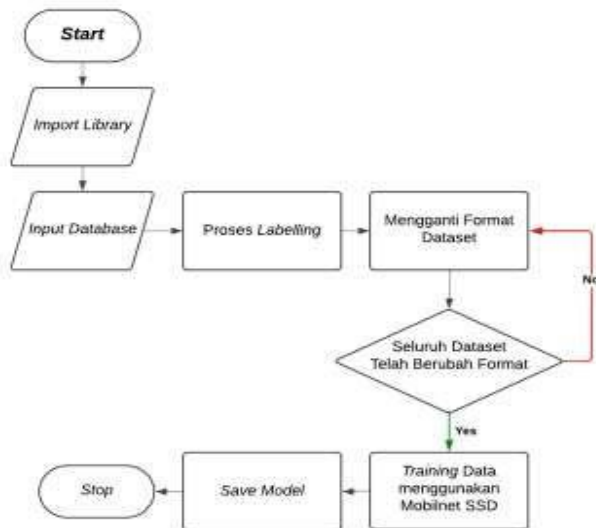 Start
Import Library
Input Database
Proses Labelling
Mengganti Format
Dataset
No
Seluruh Dataset
Telah Berubah Format
Yes
Training Data
menggunakan
Mobilnet SSD
Save Model
Stop